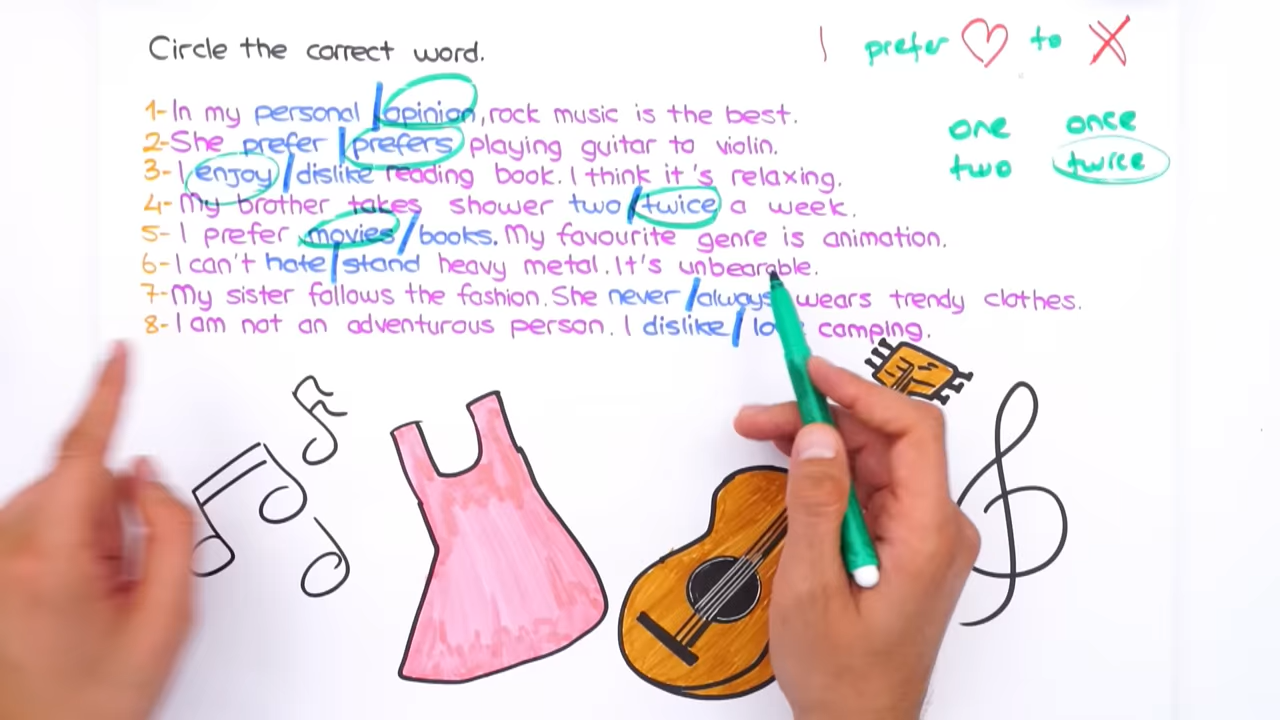 Circle the correct word.
I prefer ♡ to X
1-In my personal / opinion, rock music is the best.
2-She prefer / prefers playing guitar to violin.
3-I enjoy / dislike reading book. I think it's relaxing.
4-My brother takes shower two / twice a week.
5-I prefer movies / books. My favourite genre is animation.
6-I can't hate / stand heavy metal. It's unbearable.
7-My sister follows the fashion. She never / always wears trendy clothes.
8-I am not an adventurous person. I dislike / camping.
one once
two twice